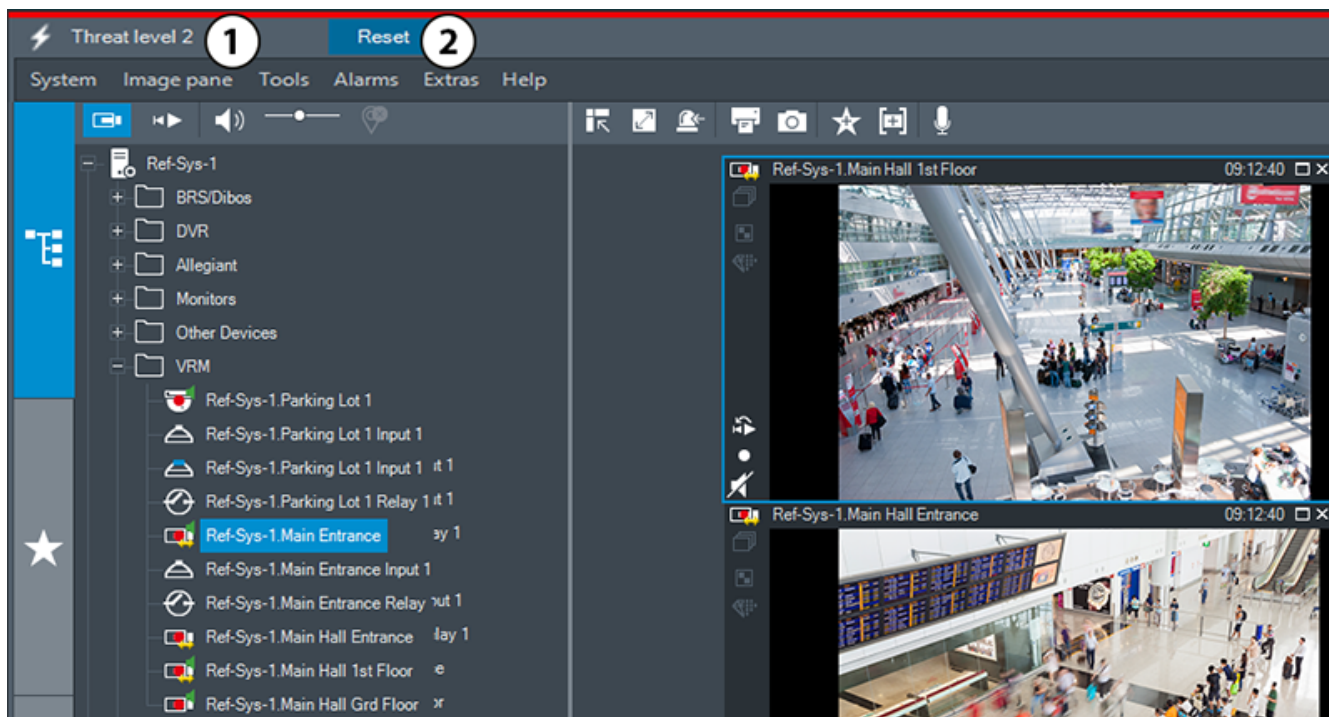 Threat level 2 1 Reset 2
System Image pane Tools Alarms Extras Help
Ref-Sys-1
BRS/Dibos
DVR
Allegiant
Monitors
Other Devices
VRM
Ref-Sys-1.Parking Lot 1
Ref-Sys-1.Parking Lot 1 Input 1
Ref-Sys-1.Parking Lot 1 Input 1
Ref-Sys-1.Parking Lot 1 Relay 1
Ref-Sys-1.Main Entrance
Ref-Sys-1.Main Entrance Input 1
Ref-Sys-1.Main Entrance Relay
Ref-Sys-1.Main Hall Entrance
Ref-Sys-1.Main Hall 1st Floor
Ref-Sys-1.Main Hall Grd Floor
Ref-Sys-1.Main Hall 1st Floor 09:12:40
Ref-Sys-1.Main Hall Entrance 09:12:40